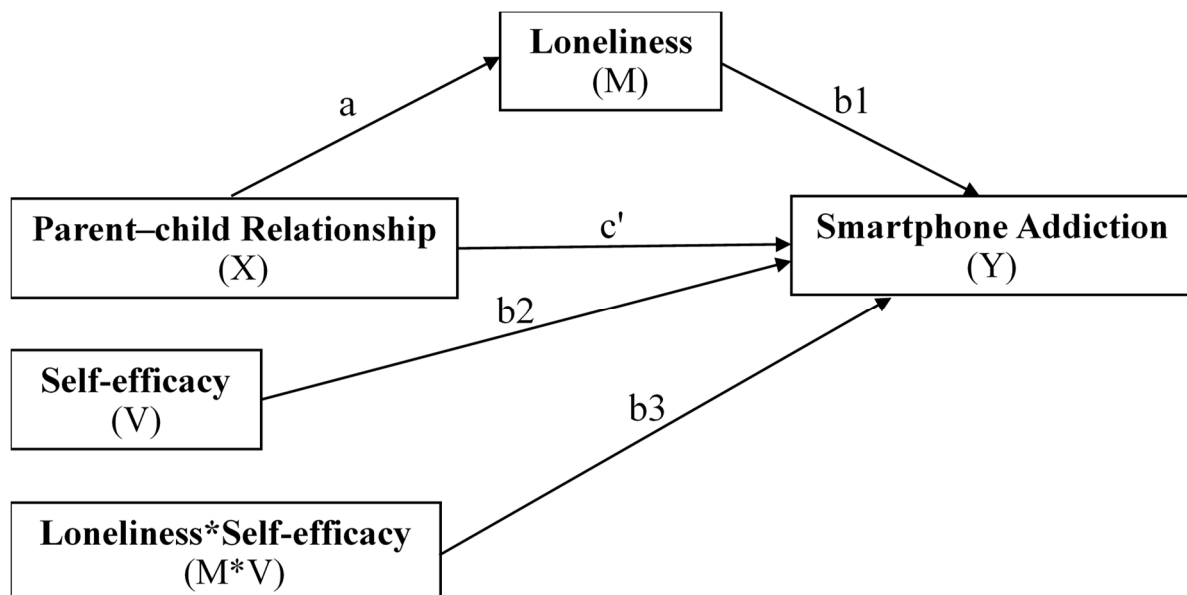 Loneliness
(M)
a
b1
Parent–child Relationship
(X)
c'
Smartphone Addiction
(Y)
b2
Self-efficacy
(V)
b3
Loneliness*Self-efficacy
(M*V)